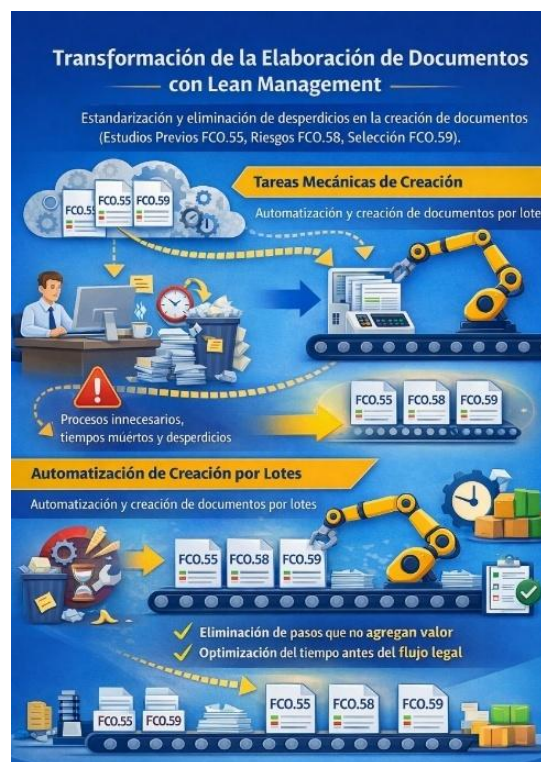 Transformación de la Elaboración de Documentos
con Lean Management
Estandarización y eliminación de desperdicios en la creación de documentos
(Estudios Previos FCO.55, Riesgos FCO.58, Selección FCO.59).
Tareas Mecánicas de Creación
FCO.55
FCO.55
FCO.59
Automatización y creación de documentos por lote
Procesos innecesarios,
tiempos múértos y desperdicios
FCO.55
FCO.58
FCO.59
Automatización de Creación por Lotes
Automatización y creación de documentos por lotes
FCO.55
FCO.58
FCO.59
Eliminación de pasos que no agregan valor
Optimización del tiempo antes del flujo legal
FCO.55
FCO.59
FCO.55
FCO.58
FCO.59